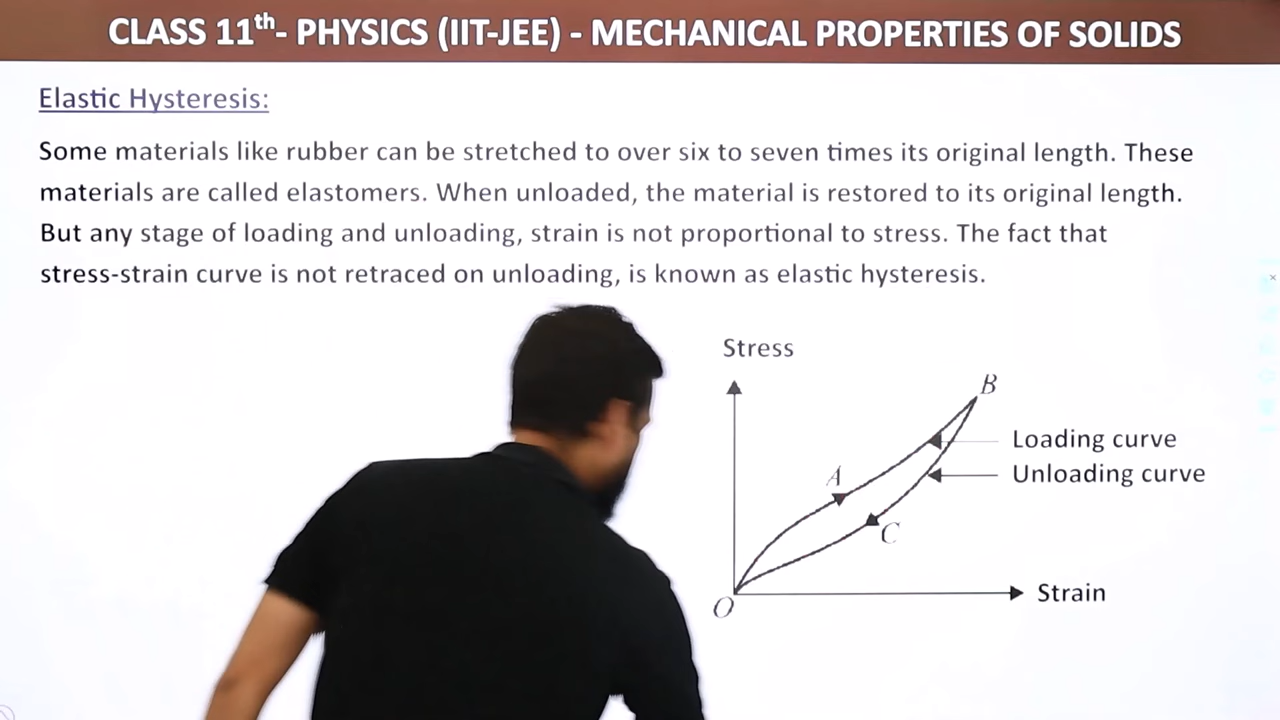 CLASS 11th- PHYSICS (IIT-JEE) - MECHANICAL PROPERTIES OF SOLIDS
Elastic Hysteresis:
Some materials like rubber can be stretched to over six to seven times its original length. These
materials are called elastomers. When unloaded, the material is restored to its original length.
But any stage of loading and unloading, strain is not proportional to stress. The fact that
stress-strain curve is not retraced on unloading, is known as elastic hysteresis.
Stress
B
Loading curve
A
Unloading curve
C
Strain
O